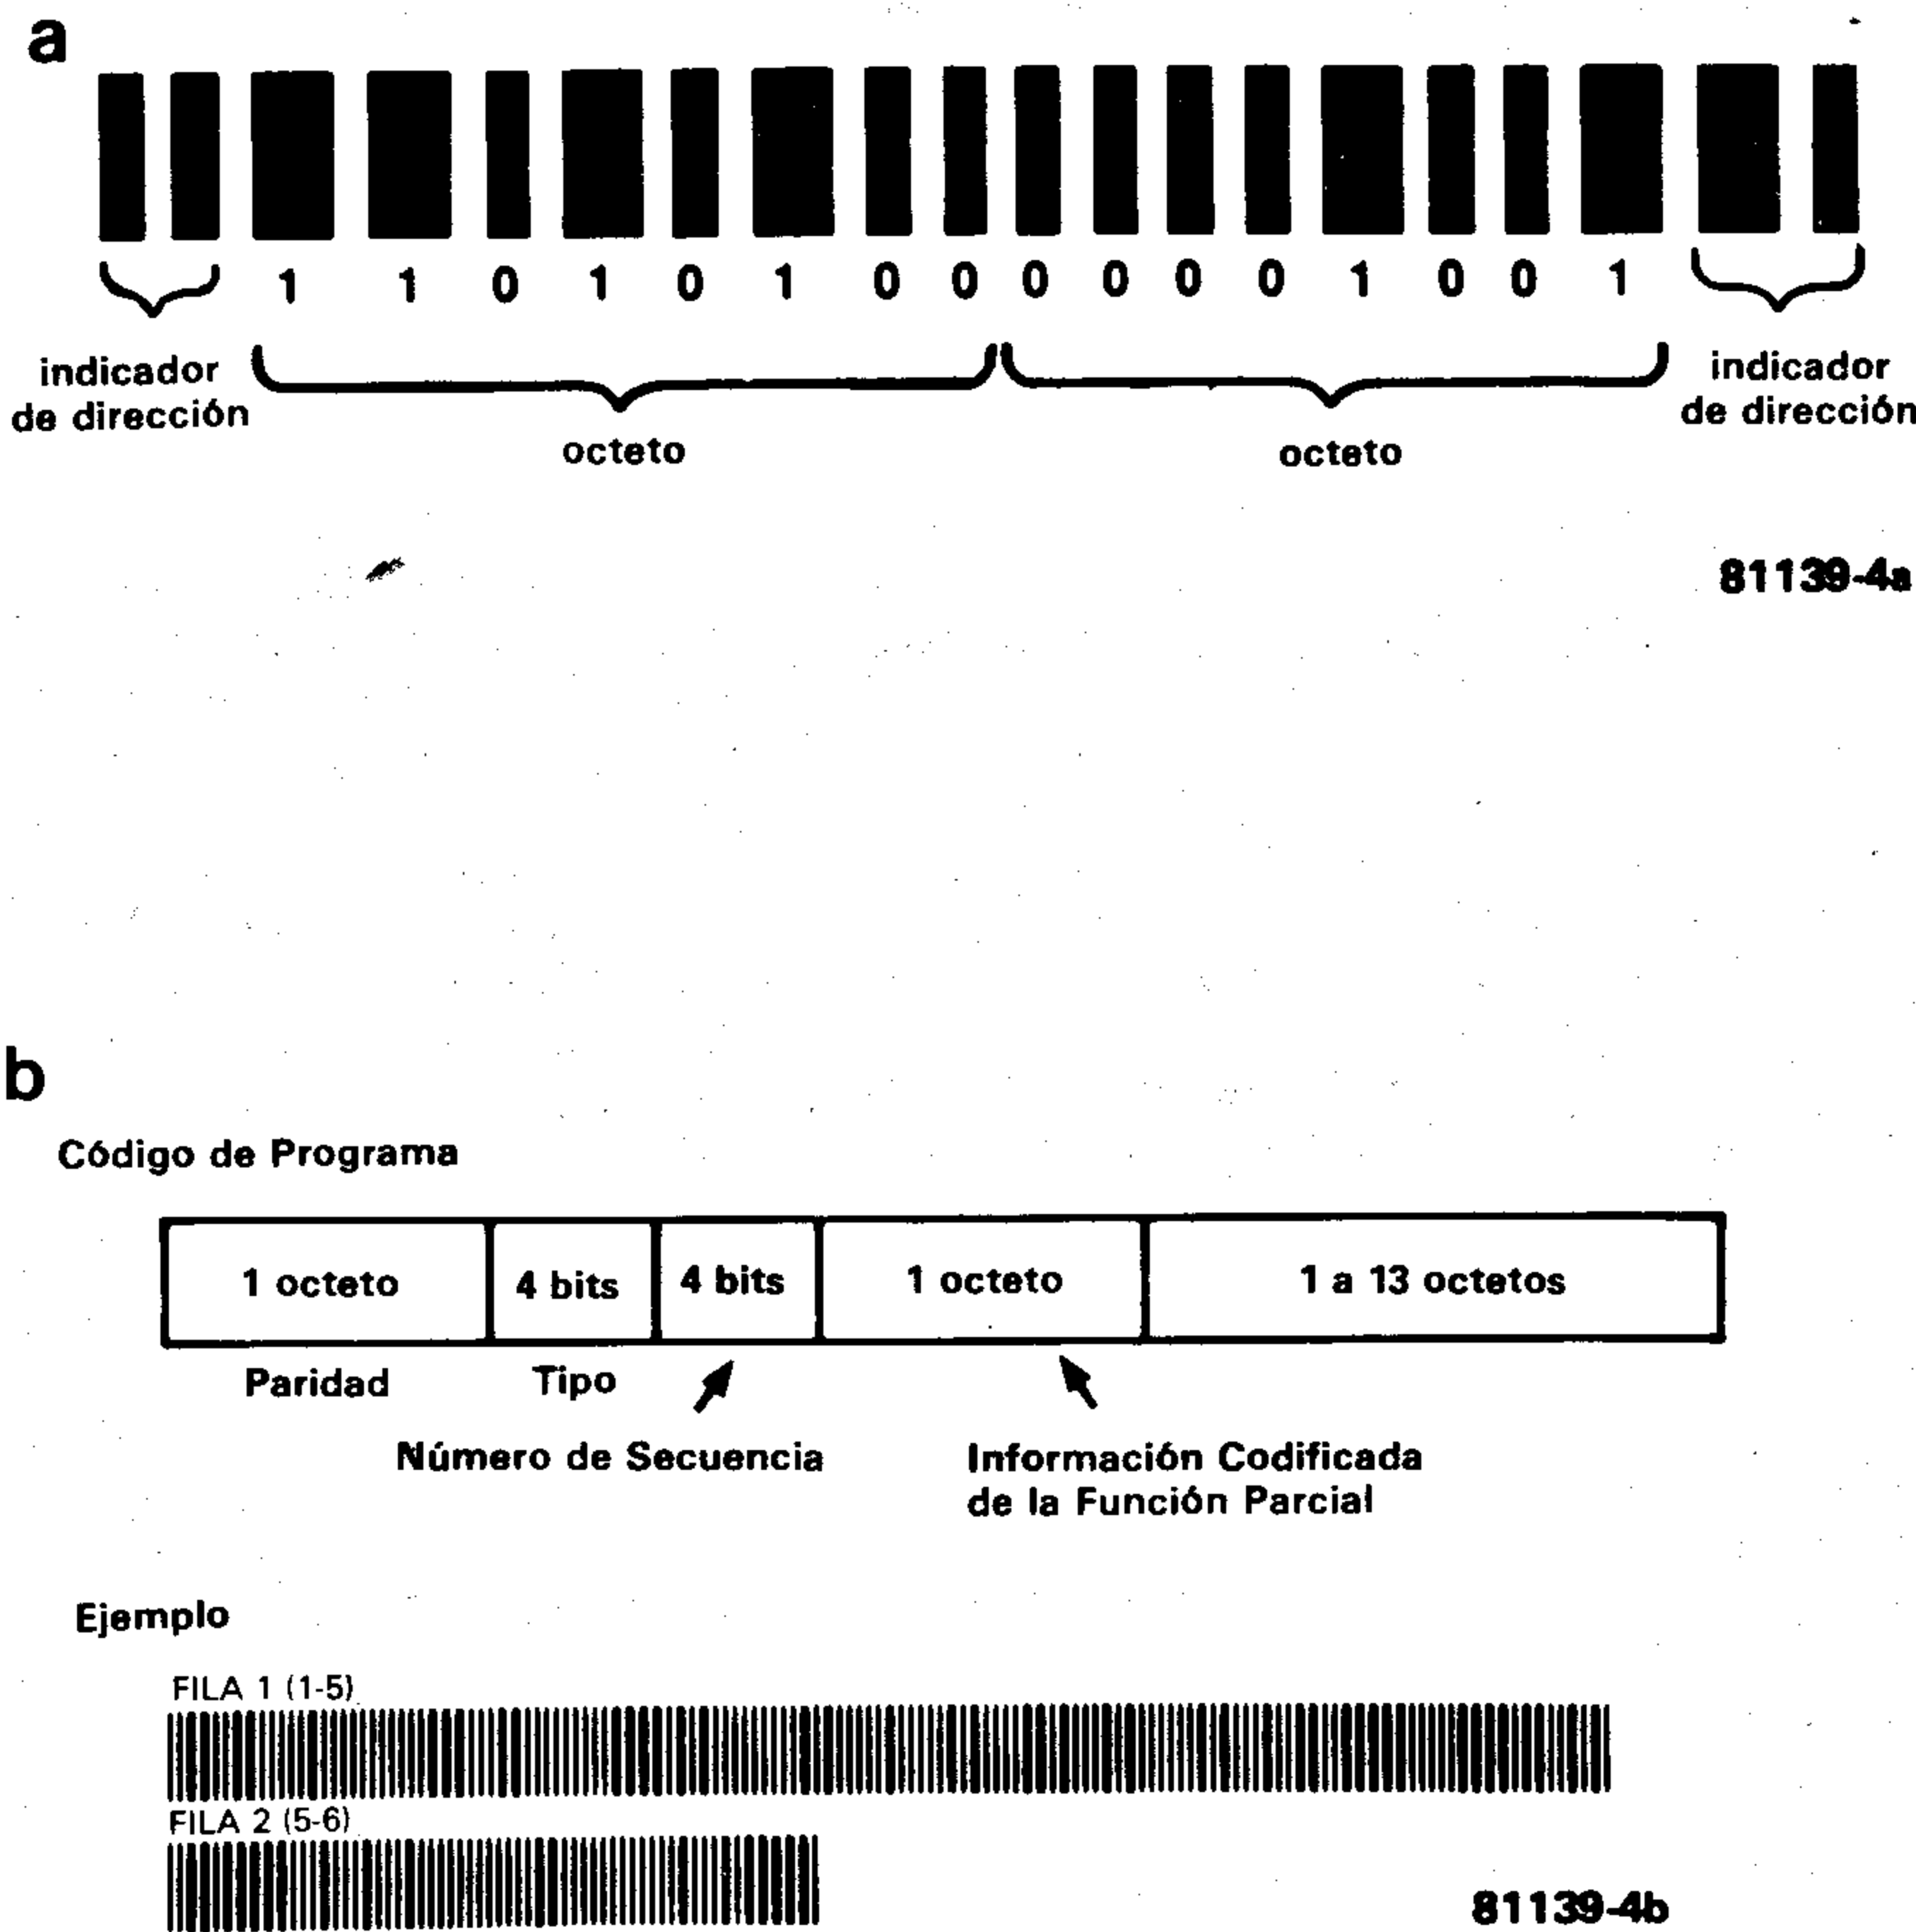 a
1 1 0 1 0 1 0 0 0 0 0 0 1 0 0 1
indicador
de dirección
octeto
octeto
indicador
de dirección
81139-4a
b
Código de Programa
1 octeto
4 bits
4 bits
1 octeto
1 a 13 octetos
Paridad
Tipo
Número de Secuencia
Información Codificada
de la Función Parcial
Ejemplo
FILA 1 (1-5)
FILA 2 (5-6)
81139-4b